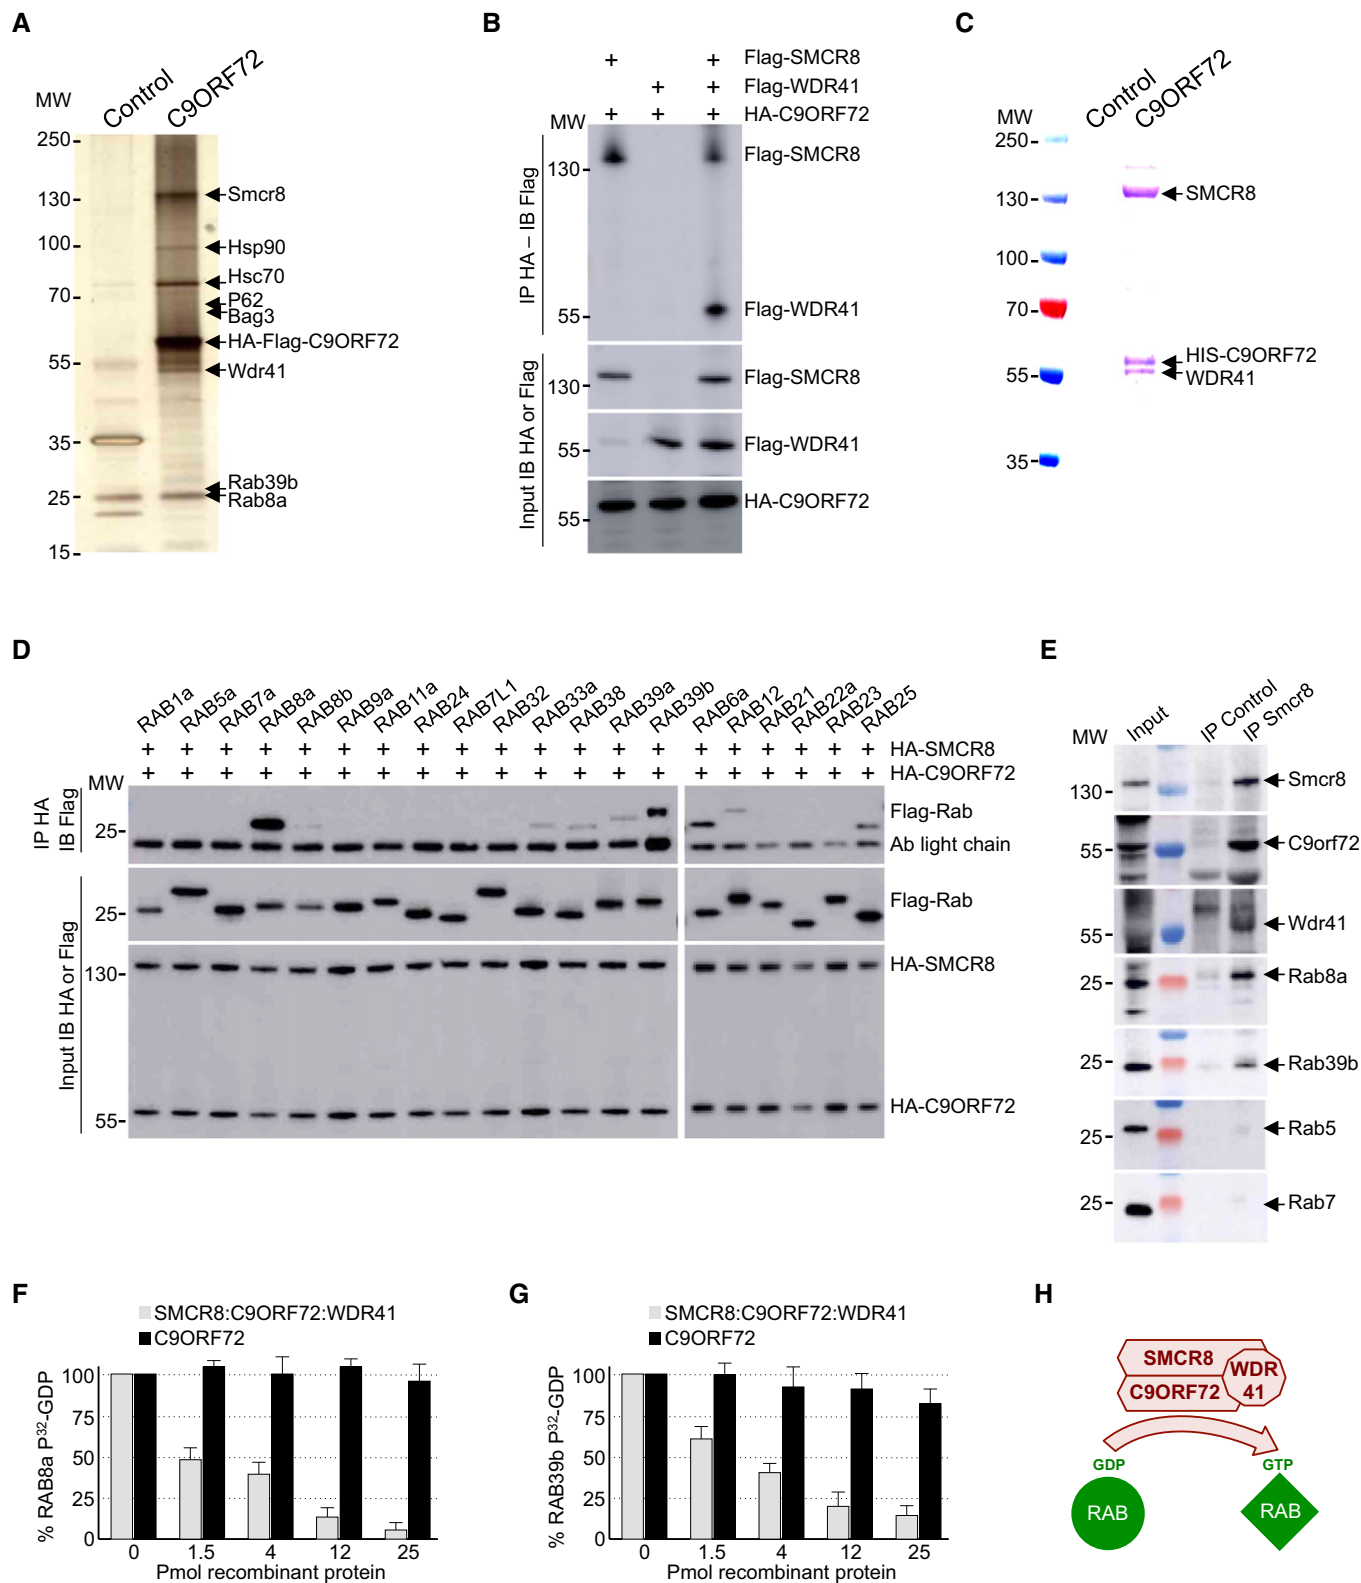 A
MW
Control
C9ORF72
250
130
100
70
55
35
25
15
Smcr8
Hsp90
Hsc70
P62
Bag3
HA-Flag-C9ORF72
Wdr41
Rab39b
Rab8a
B
+ + Flag-SMCR8
+ + Flag-WDR41
+ + + HA-C9ORF72
MW
IP HA – IB Flag
130
55
Flag-SMCR8
Flag-WDR41
Input IB HA or Flag
130
Flag-SMCR8
55
Flag-WDR41
55
HA-C9ORF72
C
MW
Control
C9ORF72
250
130
100
70
55
35
SMCR8
HIS-C9ORF72
WDR41
D
RAB1a RAB5a RAB7a RAB8a RAB8b RAB9a RAB11a RAB24 RAB7L1 RAB32 RAB33a RAB38 RAB39a RAB39b RAB6a RAB12 RAB21 RAB22a RAB23 RAB25
+ + + + + + + + + + + + + + + + + + + + HA-SMCR8
+ + + + + + + + + + + + + + + + + + + + HA-C9ORF72
MW
IP HA
IB Flag
25
Flag-Rab
Ab light chain
Input IB HA or Flag
25
Flag-Rab
130
HA-SMCR8
55
HA-C9ORF72
E
MW
Input
IP Control
IP Smcr8
130
Smcr8
55
C9orf72
55
Wdr41
25
Rab8a
25
Rab39b
25
Rab5
25
Rab7
F
SMCR8:C9ORF72:WDR41
C9ORF72
% RAB8a P32-GDP
100
75
50
25
0
0 1.5 4 12 25
Pmol recombinant protein
G
SMCR8:C9ORF72:WDR41
C9ORF72
% RAB39b P32-GDP
100
75
50
25
0
0 1.5 4 12 25
Pmol recombinant protein
H
SMCR8
C9ORF72
WDR
41
GDP
GTP
RAB
RAB